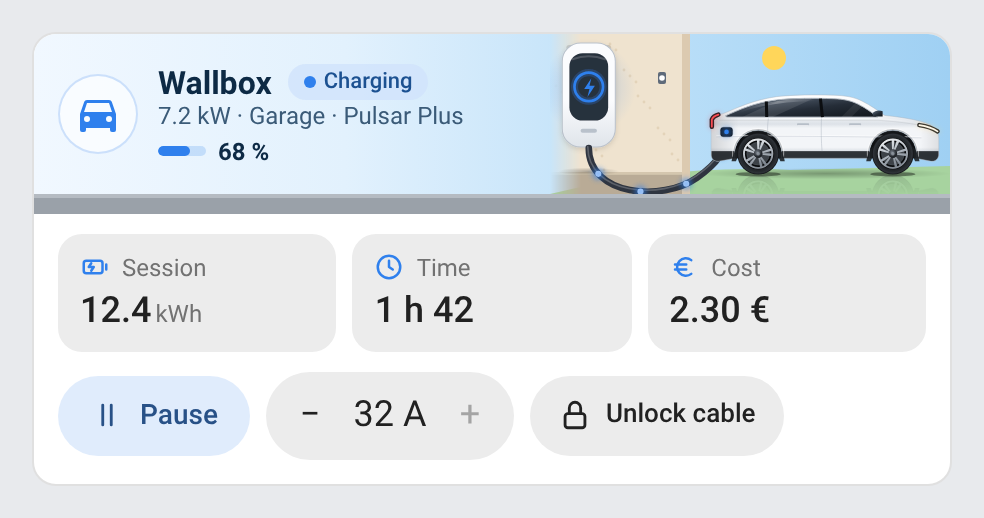 Wallbox Charging
7.2 kW · Garage · Pulsar Plus
68 %
Session Time Cost
12.4 kWh 1 h 42 2.30 €
Pause − 32 A + Unlock cable